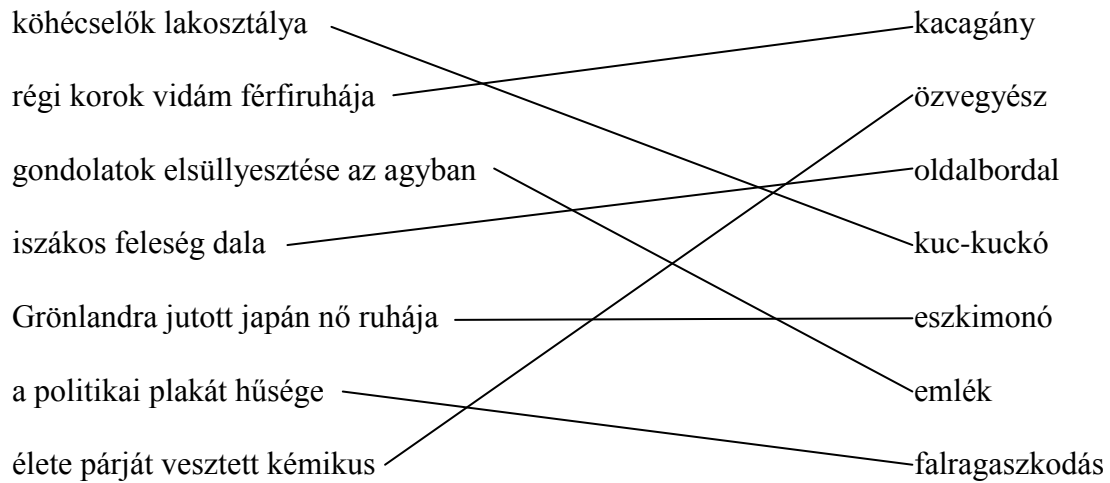 köhécselők lakosztálya kacagány
régi korok vidám férfiruhája özvegyész
gondolatok elsüllyesztése az agyban oldalbordal
iszákos feleség dala kuc-kuckó
Grönlandra jutott japán nő ruhája eszkimonó
a politikai plakát hűsége emlék
élete párját vesztett kémikus falragaszkodás